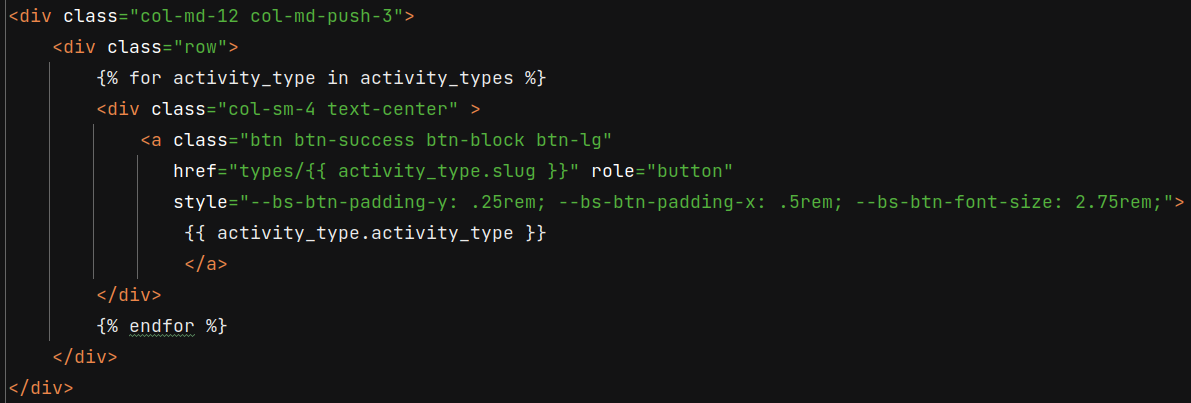 <div class="col-md-12 col-md-push-3">
    <div class="row">
        {% for activity_type in activity_types %}
        <div class="col-sm-4 text-center" >
            <a class="btn btn-success btn-block btn-lg"
               href="types/{{ activity_type.slug }}" role="button"
               style="--bs-btn-padding-y: .25rem; --bs-btn-padding-x: .5rem; --bs-btn-font-size: 2.75rem;">
                {{ activity_type.activity_type }}
                </a>
        </div>
        {% endfor %}
    </div>
</div>